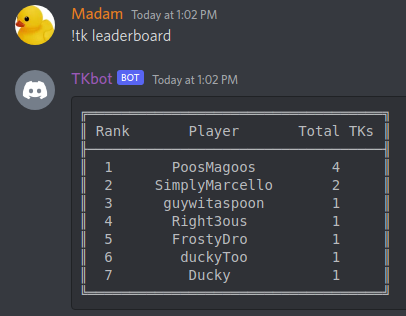 Madam Today at 1:02 PM
!tk leaderboard
TKbot BOT Today at 1:02 PM
Rank Player Total TKs
1 PoosMagoos 4
2 SimplyMarcello 2
3 guywitaspoon 1
4 Right3ous 1
5 FrostyDro 1
6 duckyToo 1
7 Ducky 1